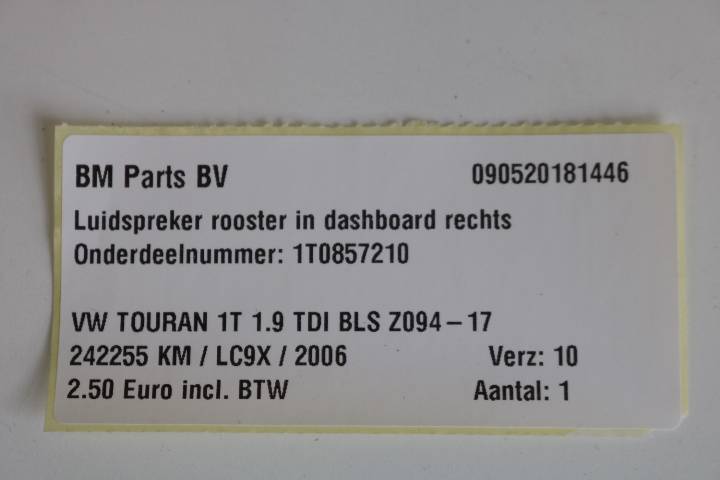 BM Parts BV 090520181446
Luidspreker rooster in dashboard rechts
Onderdeelnummer: 1T0857210
VW TOURAN 1T 1.9 TDI BLS Z094-17
242255 KM / LC9X / 2006 Verz: 10
2.50 Euro incl. BTW Aantal: 1